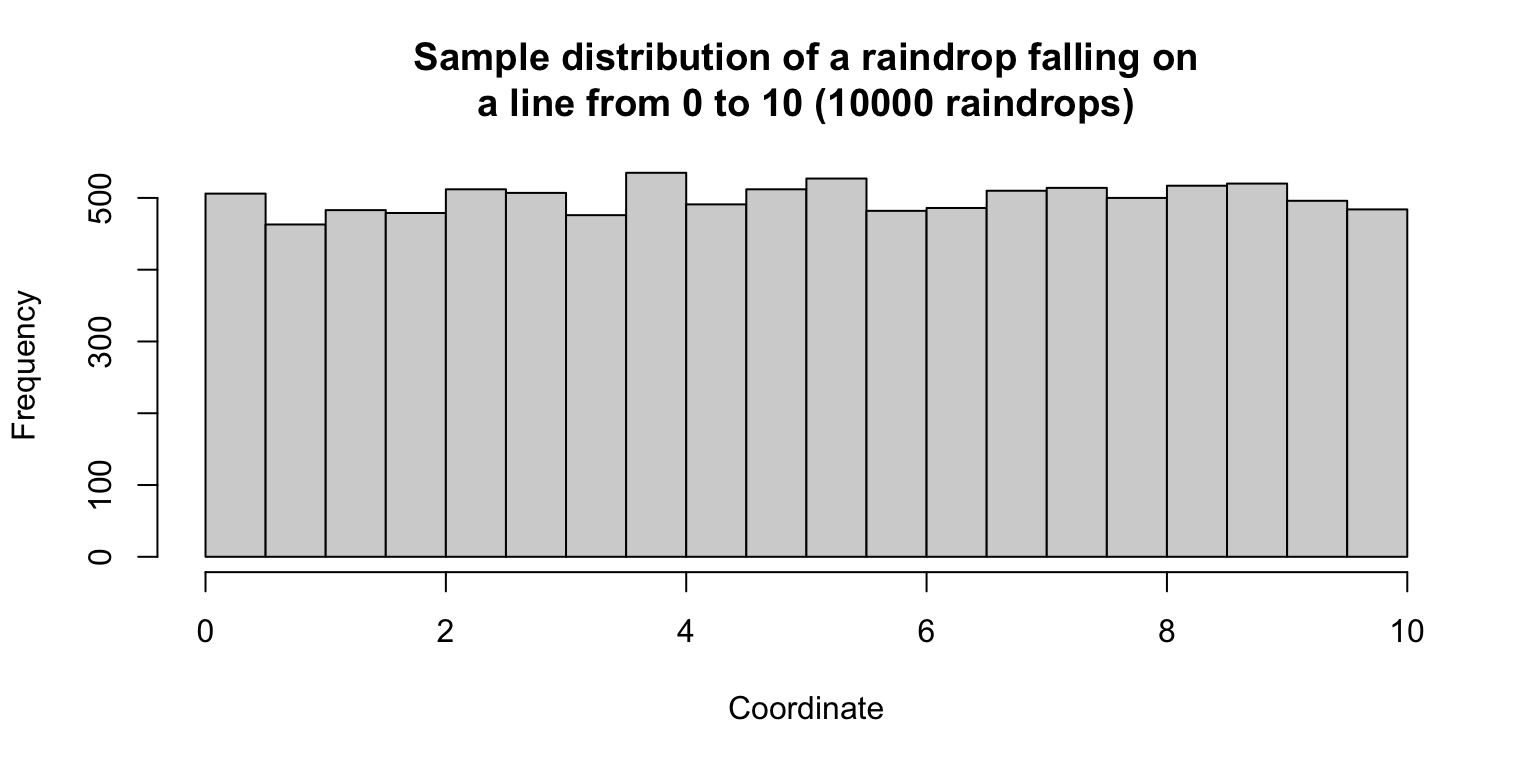 Sample distribution of a raindrop falling on
a line from 0 to 10 (10000 raindrops)
Frequency
500
300
100
0
0 2 4 6 8 10
Coordinate